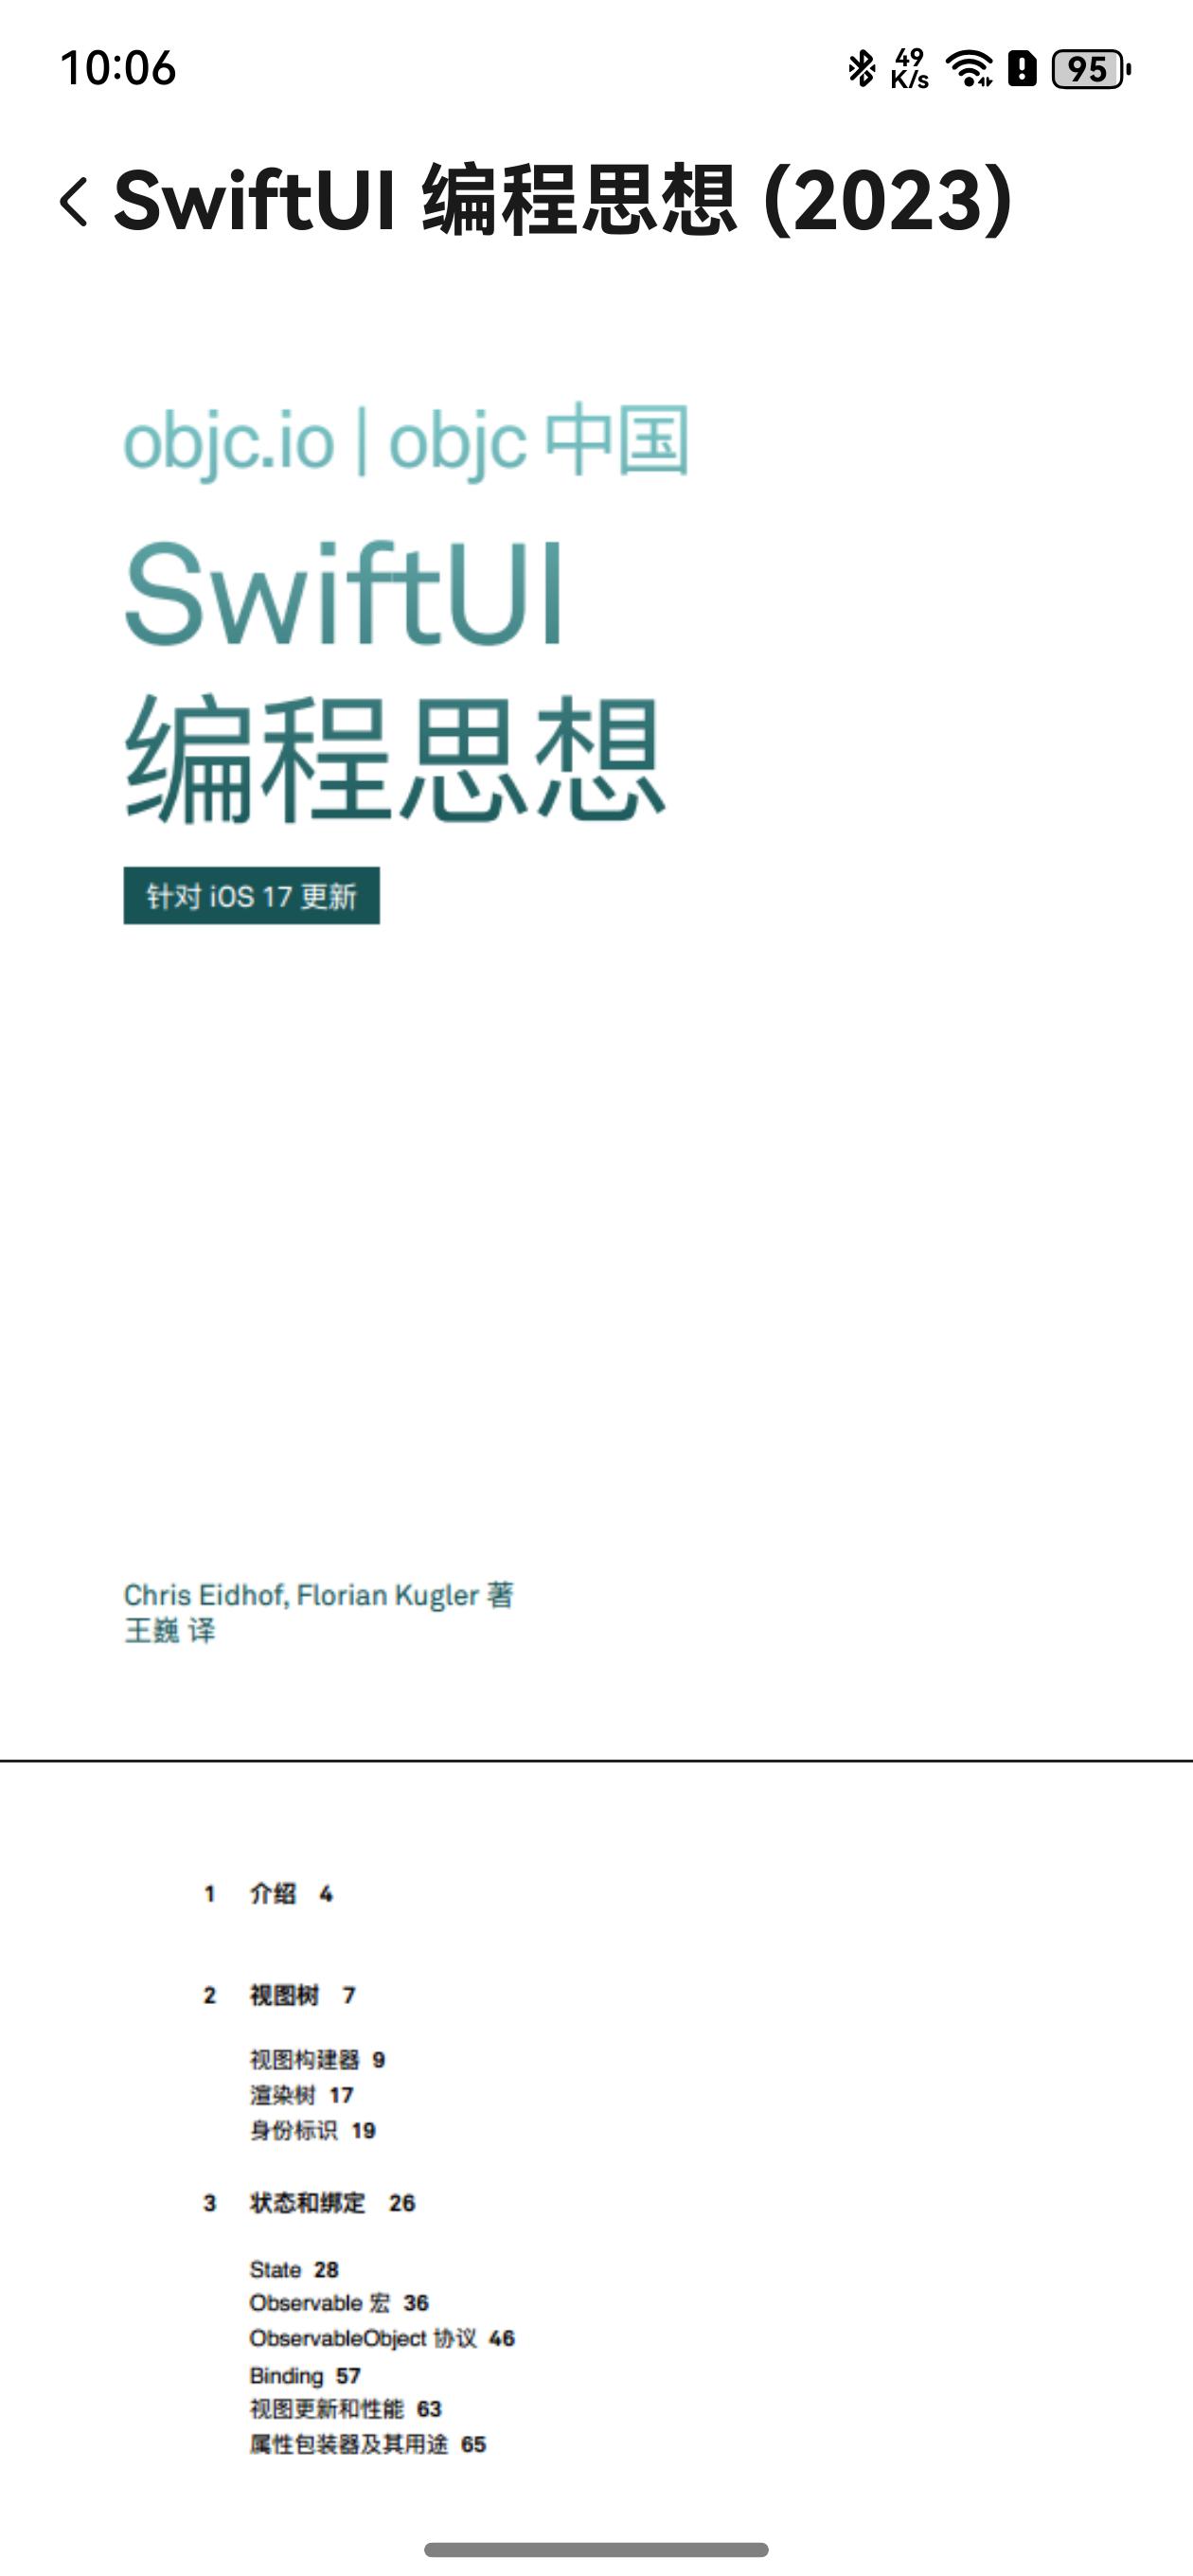 10:06
49
K/s
95
SwiftUI 编程思想 (2023)
objc.io | objc 中国
SwiftUI
编程思想
针对 iOS 17 更新
Chris Eidhof, Florian Kugler 著
王巍 译
1 介绍 4
2 视图树 7
视图构建器 9
渲染树 17
身份标识 19
3 状态和绑定 26
State 28
Observable 宏 36
ObservableObject 协议 46
Binding 57
视图更新和性能 63
属性包装器及其用途 65